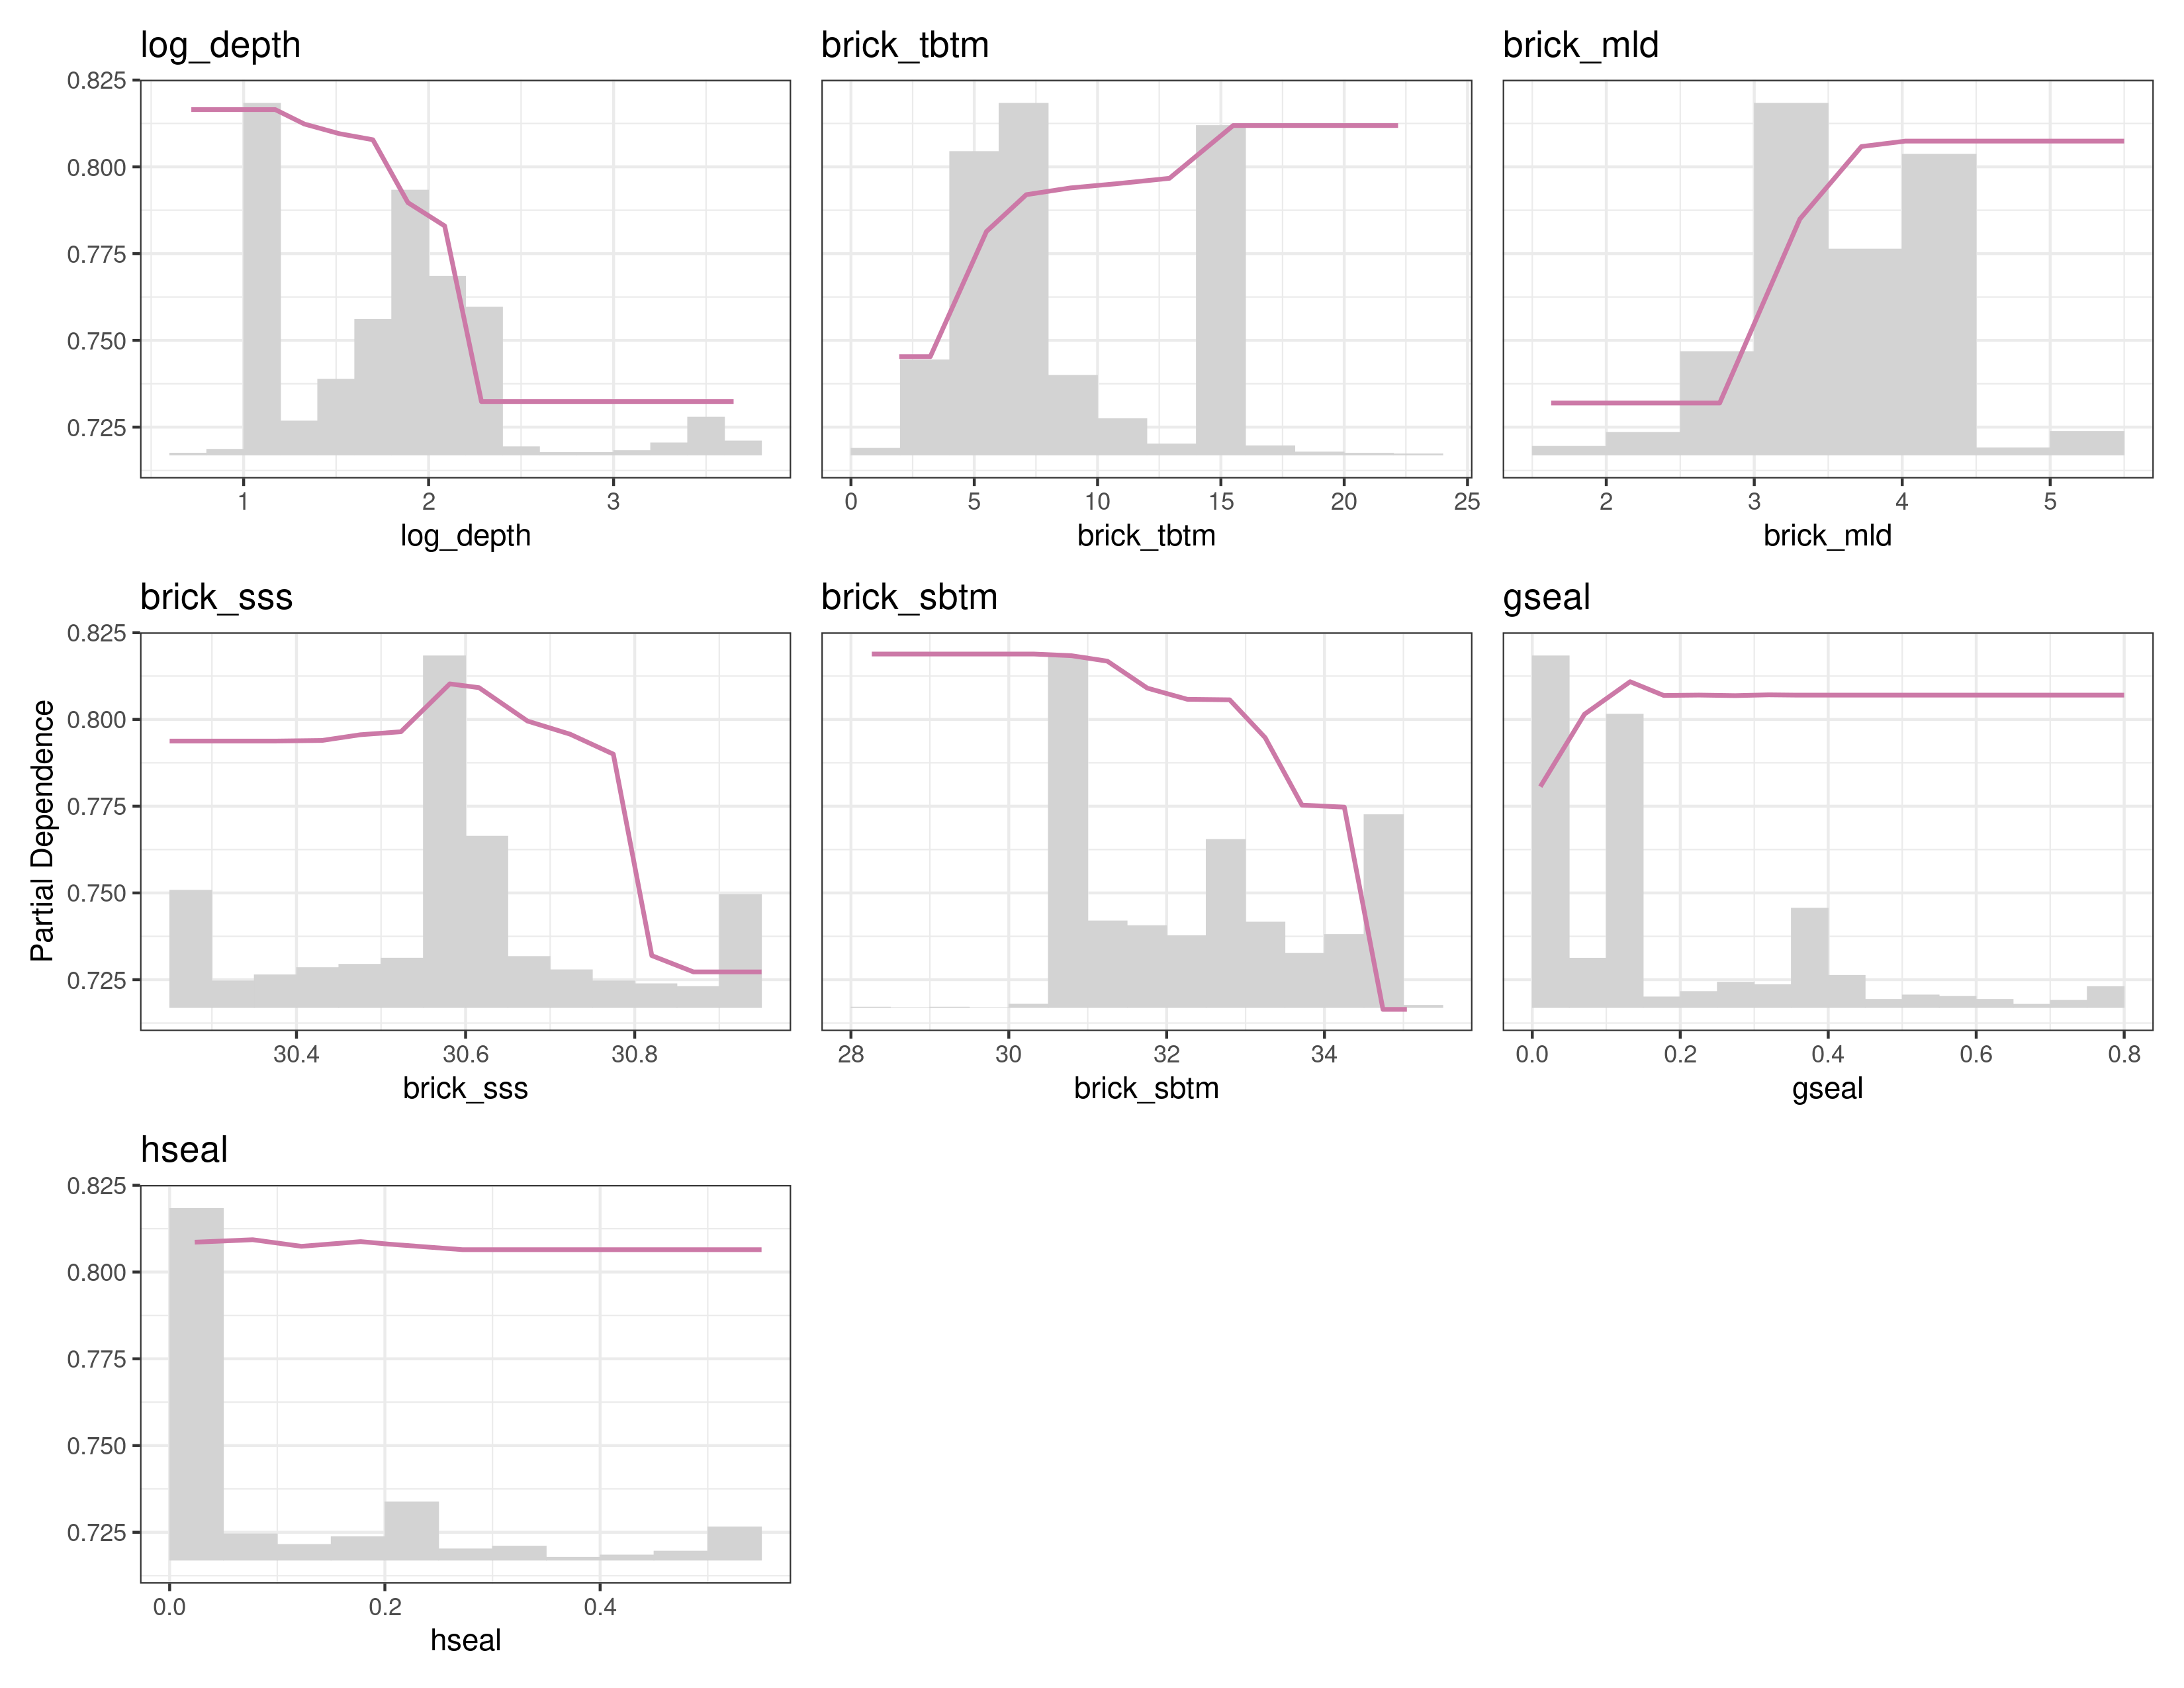 log_depth brick_tbtm brick_mld
0.825
0.800
0.775
0.750
0.725
1 2 3 0 5 10 15 20 25 2 3 4 5
log_depth brick_tbtm brick_mld
brick_sss brick_sbtm gseal
Partial Dependence
0.825
0.800
0.775
0.750
0.725
30.4 30.6 30.8 28 30 32 34 0.0 0.2 0.4 0.6 0.8
brick_sss brick_sbtm gseal
hseal
0.825
0.800
0.775
0.750
0.725
0.0 0.2 0.4
hseal